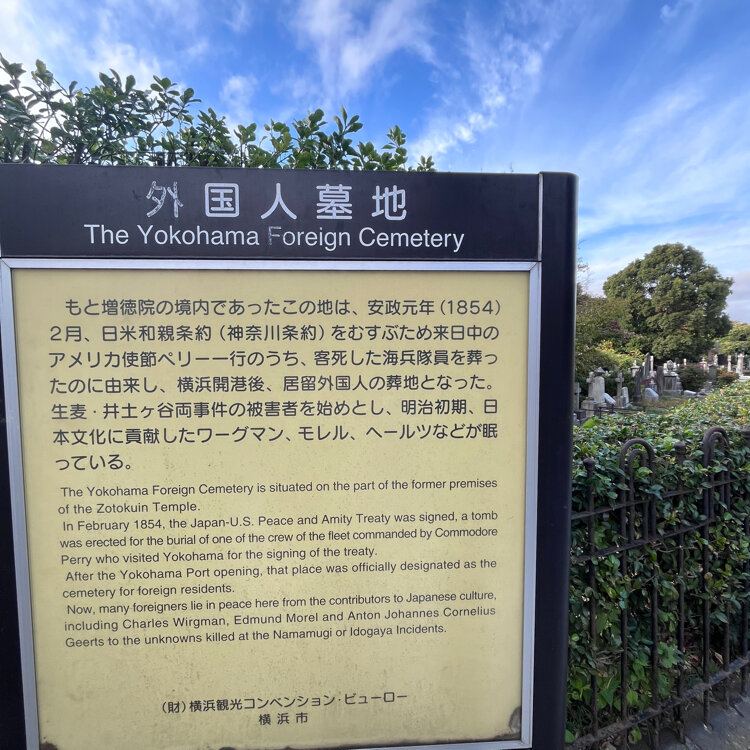 外国人墓地
The Yokohama Foreign Cemetery
もと増徳院の境内であったこの地は、安政元年(1854)
2月、日米和親条約(神奈川条約)をむすぶため来日中の
アメリカ使節ペリー一行のうち、客死した海兵隊員を葬っ
たのに由来し、横浜開港後、居留外国人の葬地となった。
生麦・井土ヶ谷両事件の被害者を始めとし、明治初期、日
本文化に貢献したワーグマン、モレル、ヘールツなどが眠
っている。
The Yokohama Foreign Cemetery is situated on the part of the former premises
of the Zotokuin Temple.
In February 1854, the Japan-U.S. Peace and Amity Treaty was signed, a tomb
was erected for the burial of one of the crew of the fleet commanded by Commodore
Perry who visited Yokohama for the signing of the treaty.
After the Yokohama Port opening, that place was officially designated as the
cemetery for foreign residents.
Now, many foreigners lie in peace here from the contributors to Japanese culture,
including Charles Wirgman, Edmund Morel and Anton Johannes Cornelius
Geerts to the unknowns killed at the Namamugi or Idogaya Incidents.
(財)横浜観光コンベンション・ビューロー
横浜市